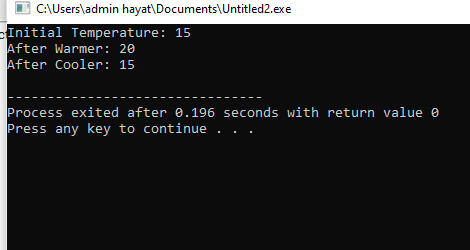 C:\Users\admin hayat\Documents\Untitled2.exe
Initial Temperature: 15
After Warmer: 20
After Cooler: 15
--------------------------------
Process exited after 0.196 seconds with return value 0
Press any key to continue . . .